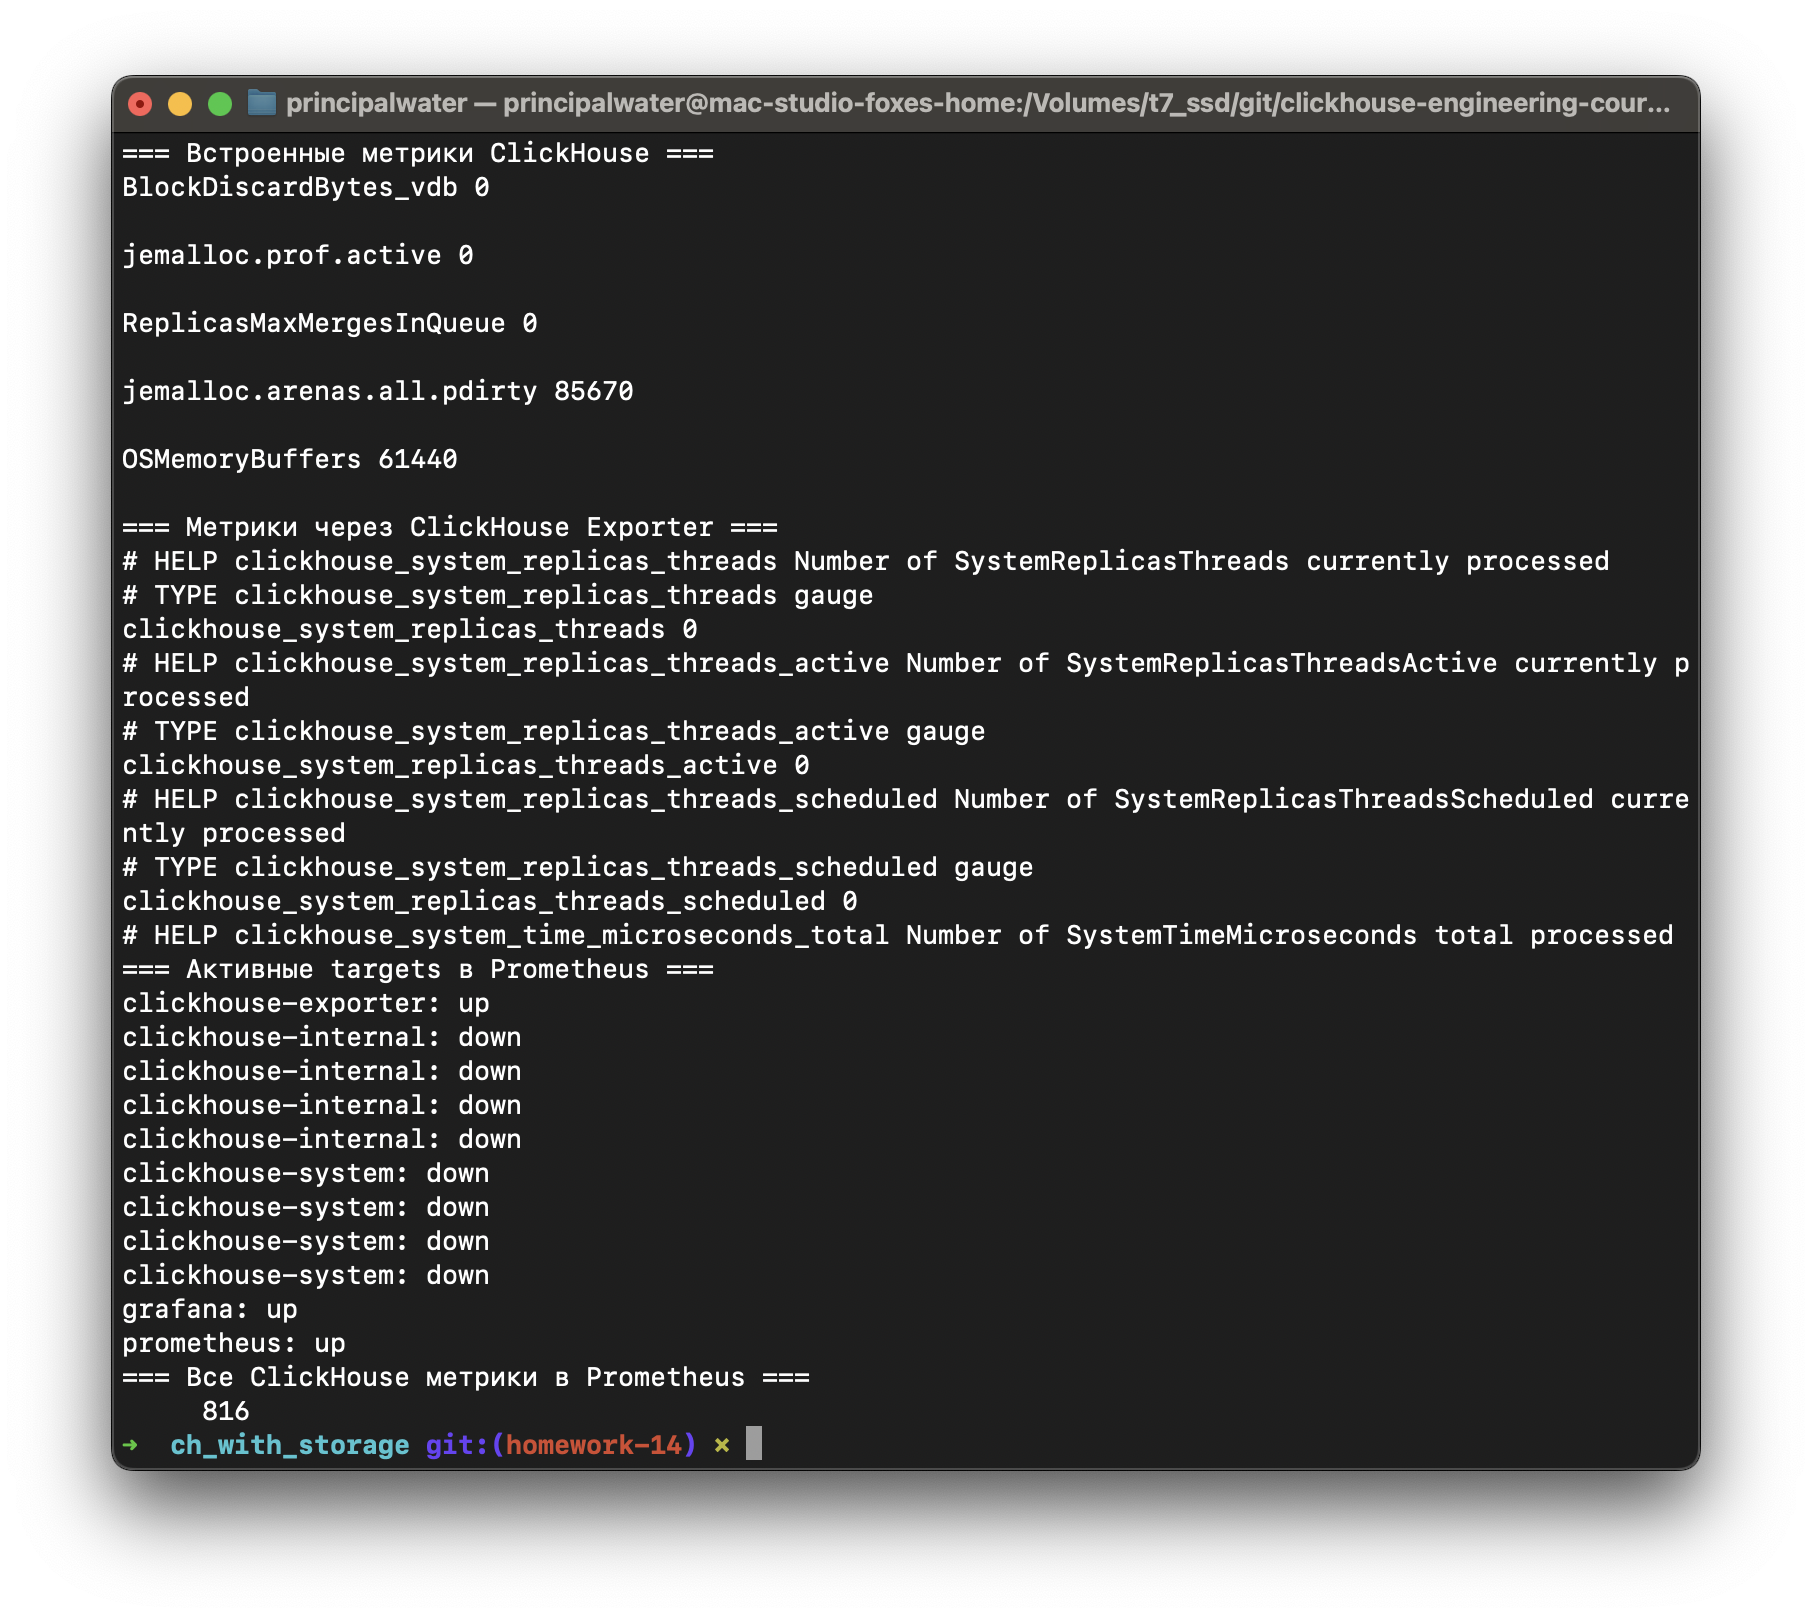 principalwater — principalwater@mac-studio-foxes-home:/Volumes/t7_ssd/git/clickhouse-engineering-cour...
=== Встроенные метрики ClickHouse ===
BlockDiscardBytes_vdb 0
jemalloc.prof.active 0
ReplicasMaxMergesInQueue 0
jemalloc.arenas.all.pdirty 85670
OSMemoryBuffers 61440
=== Метрики через ClickHouse Exporter ===
# HELP clickhouse_system_replicas_threads Number of SystemReplicasThreads currently processed
# TYPE clickhouse_system_replicas_threads gauge
clickhouse_system_replicas_threads 0
# HELP clickhouse_system_replicas_threads_active Number of SystemReplicasThreadsActive currently p
rocessed
# TYPE clickhouse_system_replicas_threads_active gauge
clickhouse_system_replicas_threads_active 0
# HELP clickhouse_system_replicas_threads_scheduled Number of SystemReplicasThreadsScheduled curre
ntly processed
# TYPE clickhouse_system_replicas_threads_scheduled gauge
clickhouse_system_replicas_threads_scheduled 0
# HELP clickhouse_system_time_microseconds_total Number of SystemTimeMicroseconds total processed
=== Активные targets в Prometheus ===
clickhouse-exporter: up
clickhouse-internal: down
clickhouse-internal: down
clickhouse-internal: down
clickhouse-internal: down
clickhouse-system: down
clickhouse-system: down
clickhouse-system: down
clickhouse-system: down
grafana: up
prometheus: up
=== Все ClickHouse метрики в Prometheus ===
816
➜ ch_with_storage git:(homework-14) ✗